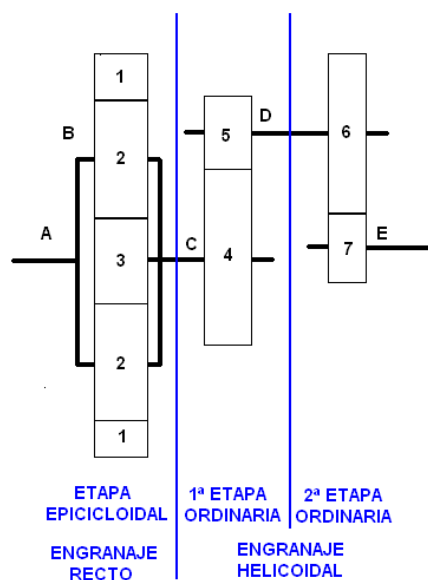 1
B
2
A
3
2
1
5
D
C
4
6
7
E
ETAPA
EPICICLOIDAL
1ª ETAPA
ORDINARIA
2ª ETAPA
ORDINARIA
ENGRANAJE
RECTO
ENGRANAJE
HELICOIDAL